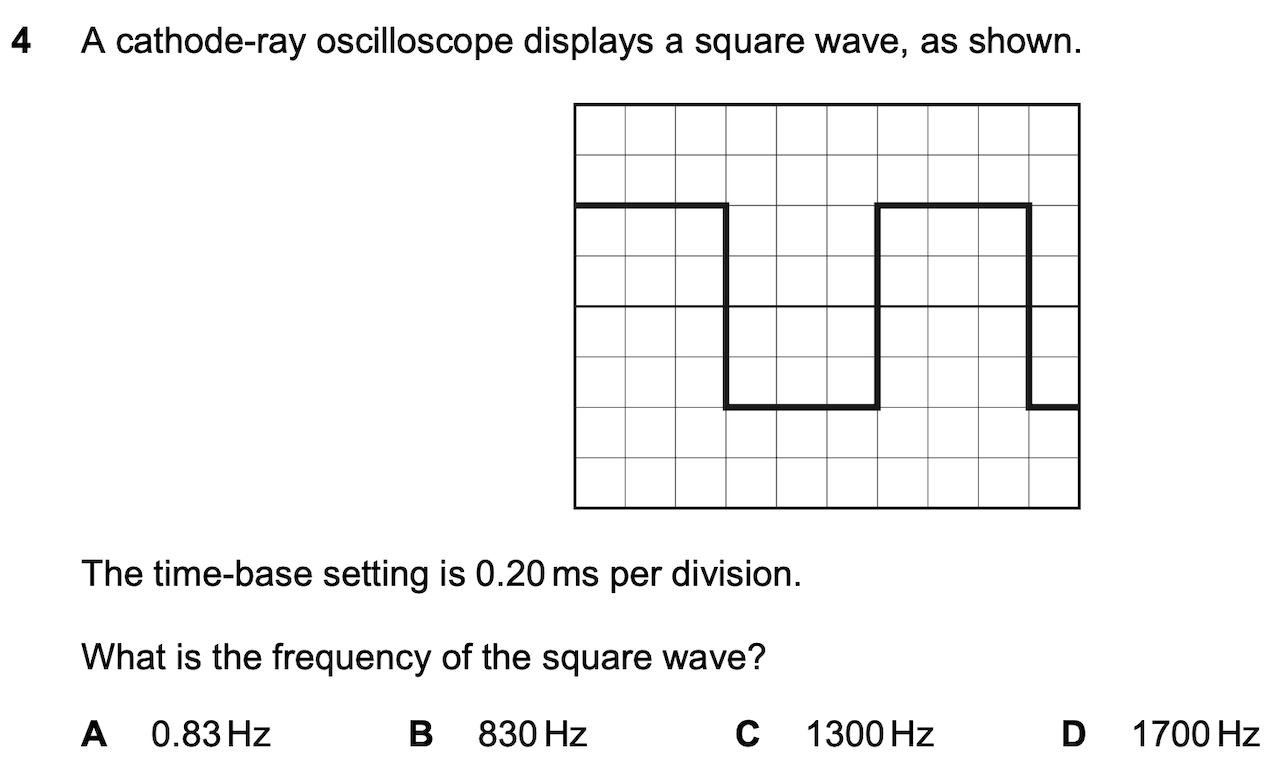 4 A cathode-ray oscilloscope displays a square wave, as shown.
The time-base setting is 0.20 ms per division.
What is the frequency of the square wave?
A 0.83 Hz B 830 Hz C 1300 Hz D 1700 Hz